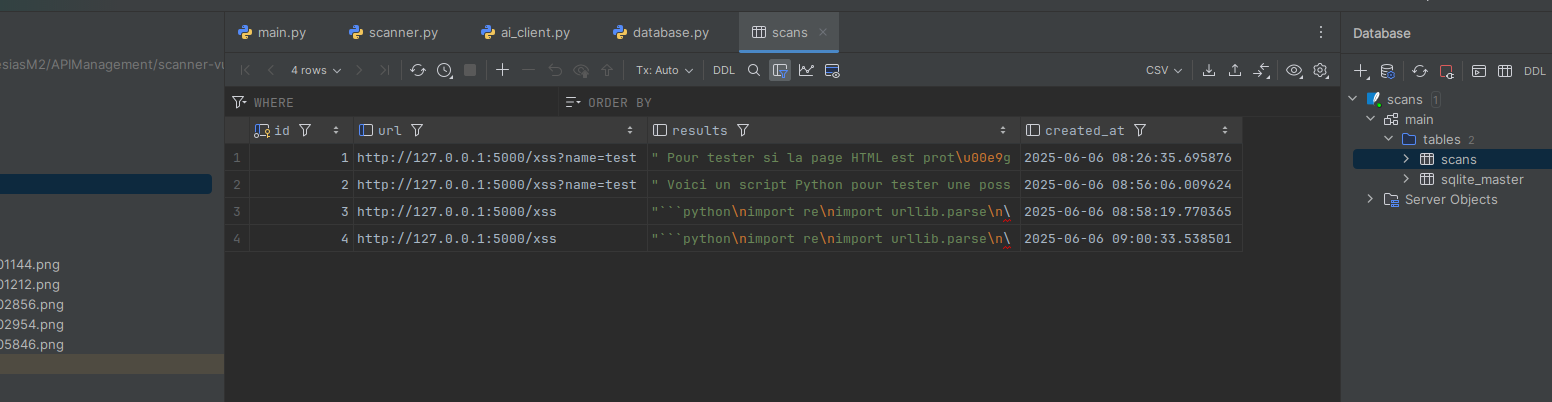 main.py scanner.py ai_client.py database.py scans Database
esiasM2/APIManagement/scanner-vu
4 rows Tx: Auto DDL CSV DDL
WHERE ORDER BY
scans 1
id url results created_at
main
tables 2
1 1 http://127.0.0.1:5000/xss?name=test " Pour tester si la page HTML est prot\u00e9g 2025-06-06 08:26:35.695876
scans
2 2 http://127.0.0.1:5000/xss?name=test " Voici un script Python pour tester une poss 2025-06-06 08:56:06.009624
sqlite_master
3 3 http://127.0.0.1:5000/xss "```python\nimport re\nimport urllib.parse\n\ 2025-06-06 08:58:19.770365
Server Objects
4 4 http://127.0.0.1:5000/xss "```python\nimport re\nimport urllib.parse\n\ 2025-06-06 09:00:33.538501
01144.png
01212.png
02856.png
02954.png
05846.png